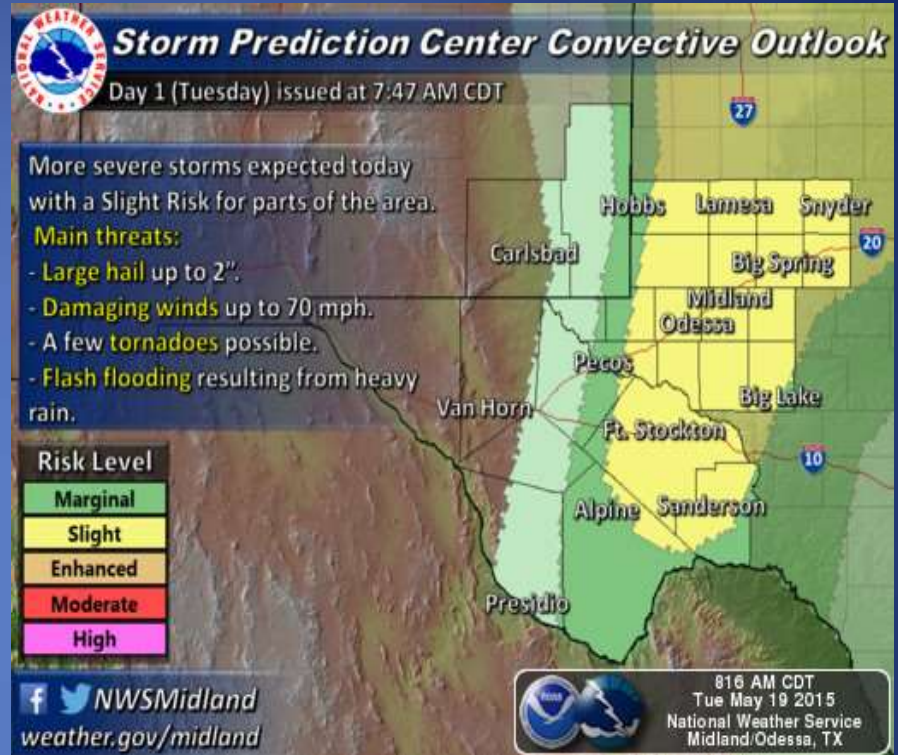 NATIONAL WEATHER SERVICE
Storm Prediction Center Convective Outlook
Day 1 (Tuesday) issued at 7:47 AM CDT
More severe storms expected today
with a Slight Risk for parts of the area.
Main threats:
- Large hail up to 2".
- Damaging winds up to 70 mph.
- A few tornadoes possible.
- Flash flooding resulting from heavy
rain.
27
Hobbs
Lamesa
Snyder
20
Carlsbad
Big Spring
Midland
Odessa
Pecos
Van Horn
Big Lake
Ft. Stockton
10
Alpine
Sanderson
Presidio
Risk Level
Marginal
Slight
Enhanced
Moderate
High
NWSMidland
weather.gov/midland
noaa
816 AM CDT
Tue May 19 2015
National Weather Service
Midland/Odessa, TX